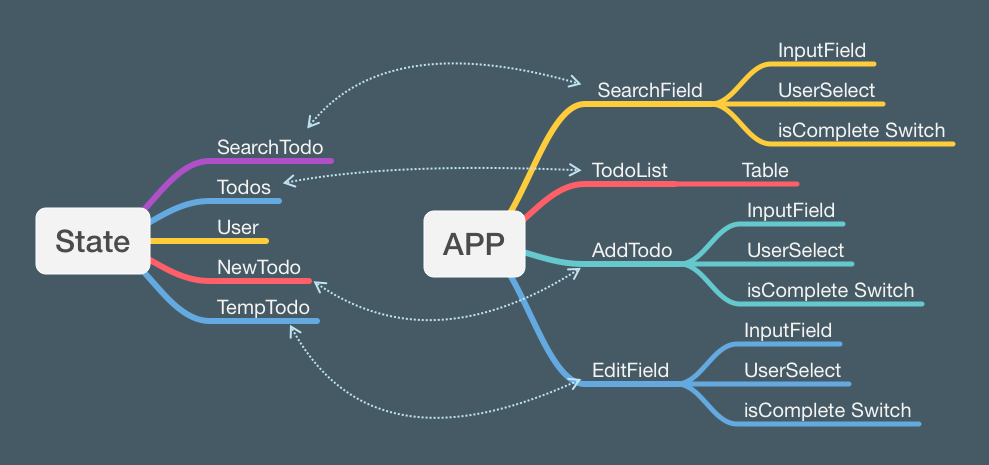 State
SearchTodo
Todos
User
NewTodo
TempTodo
APP
SearchField
InputField
UserSelect
isComplete Switch
TodoList
Table
AddTodo
InputField
UserSelect
isComplete Switch
EditField
InputField
UserSelect
isComplete Switch